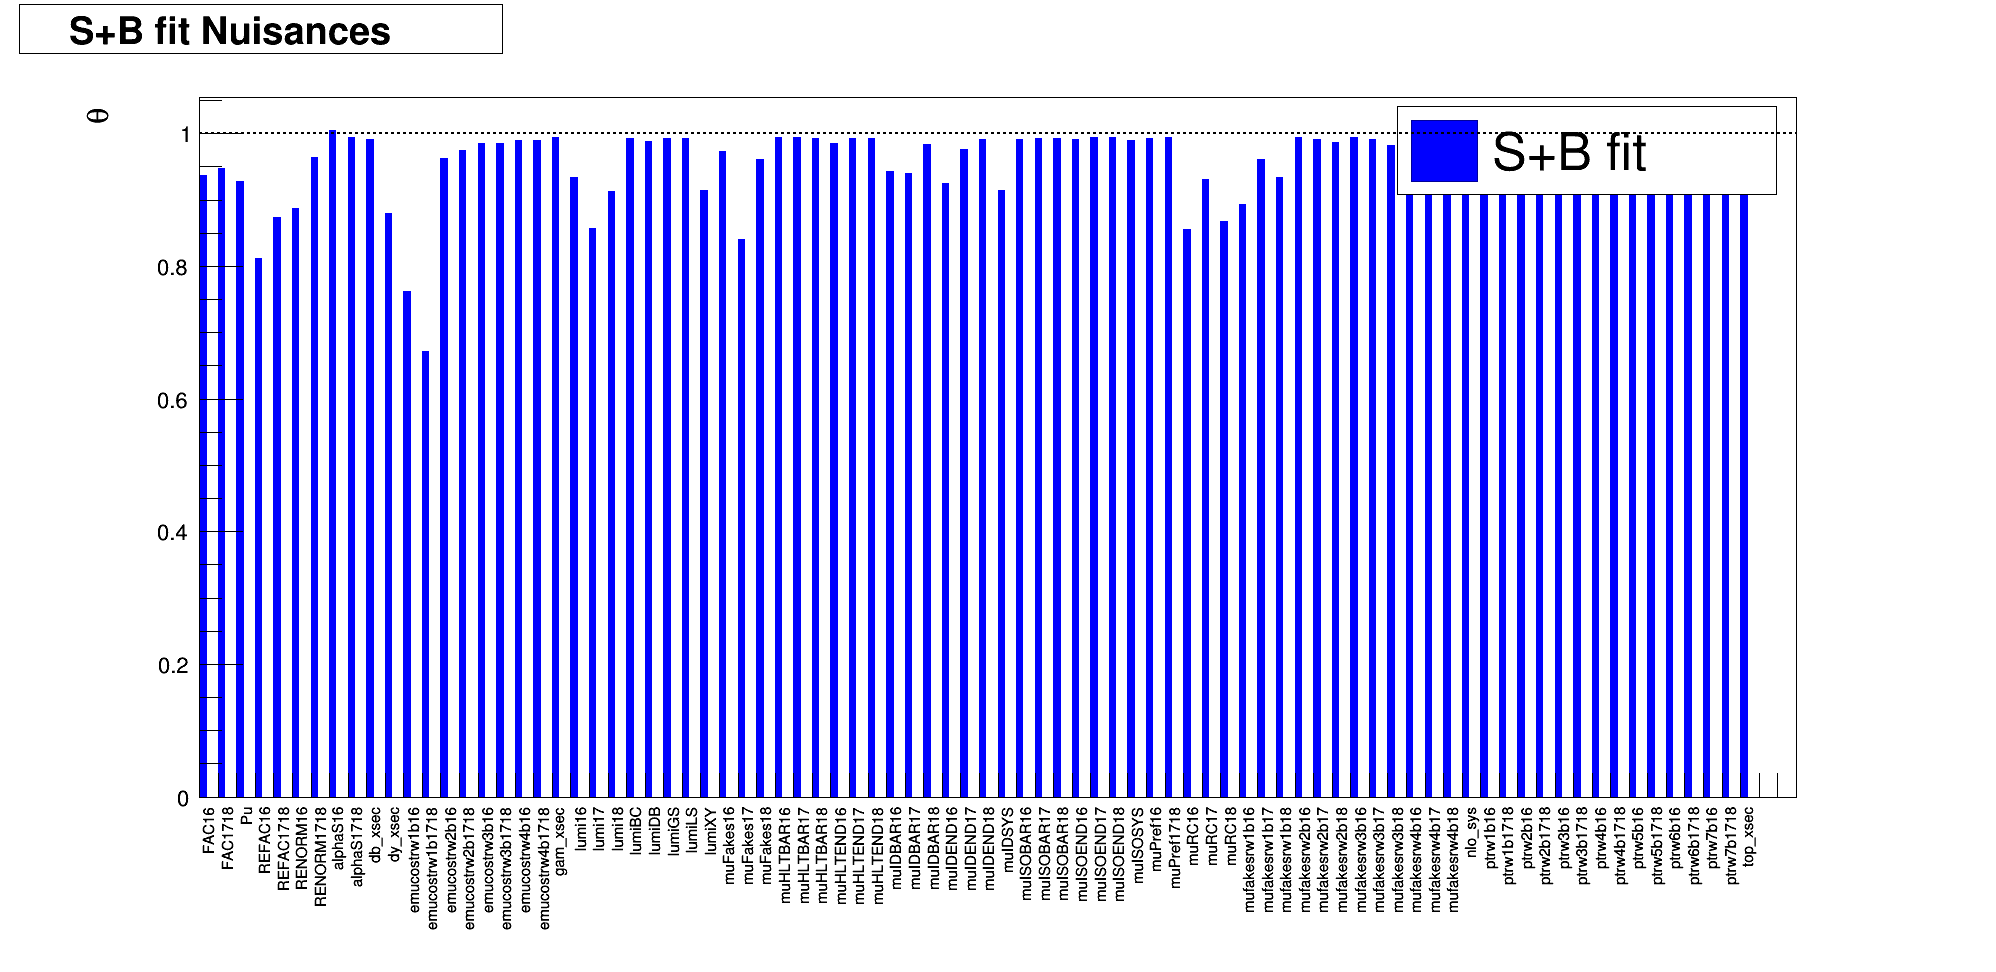 S+B fit Nuisances
θ
S+B fit
1
0.8
0.6
0.4
0.2
0
FAC16
FAC1718
Pu
REFAC16
REFAC1718
RENORM16
RENORM1718
alphaS16
alphaS1718
db_xsec
dy_xsec
emucostrw1b16
emucostrw1b1718
emucostrw2b16
emucostrw2b1718
emucostrw3b16
emucostrw3b1718
emucostrw4b16
emucostrw4b1718
gam_xsec
lumi16
lumi17
lumi18
lumiBC
lumiDB
lumiGS
lumiLS
lumiXY
muFakes16
muFakes17
muFakes18
muHLTBAR16
muHLTBAR17
muHLTBAR18
muHLTEND16
muHLTEND17
muHLTEND18
muIDBAR16
muIDBAR17
muIDBAR18
muIDEND16
muIDEND17
muIDEND18
muIDSYS
muISOBAR16
muISOBAR17
muISOBAR18
muISOEND16
muISOEND17
muISOEND18
muISOSYS
muPref16
muPref1718
muRC16
muRC17
muRC18
mufakesrw1b16
mufakesrw1b17
mufakesrw1b18
mufakesrw2b16
mufakesrw2b17
mufakesrw2b18
mufakesrw3b16
mufakesrw3b17
mufakesrw3b18
mufakesrw4b16
mufakesrw4b17
mufakesrw4b18
nlo_sys
ptrw1b16
ptrw1b1718
ptrw2b16
ptrw2b1718
ptrw3b16
ptrw3b1718
ptrw4b16
ptrw4b1718
ptrw5b16
ptrw5b1718
ptrw6b16
ptrw6b1718
ptrw7b16
ptrw7b1718
top_xsec